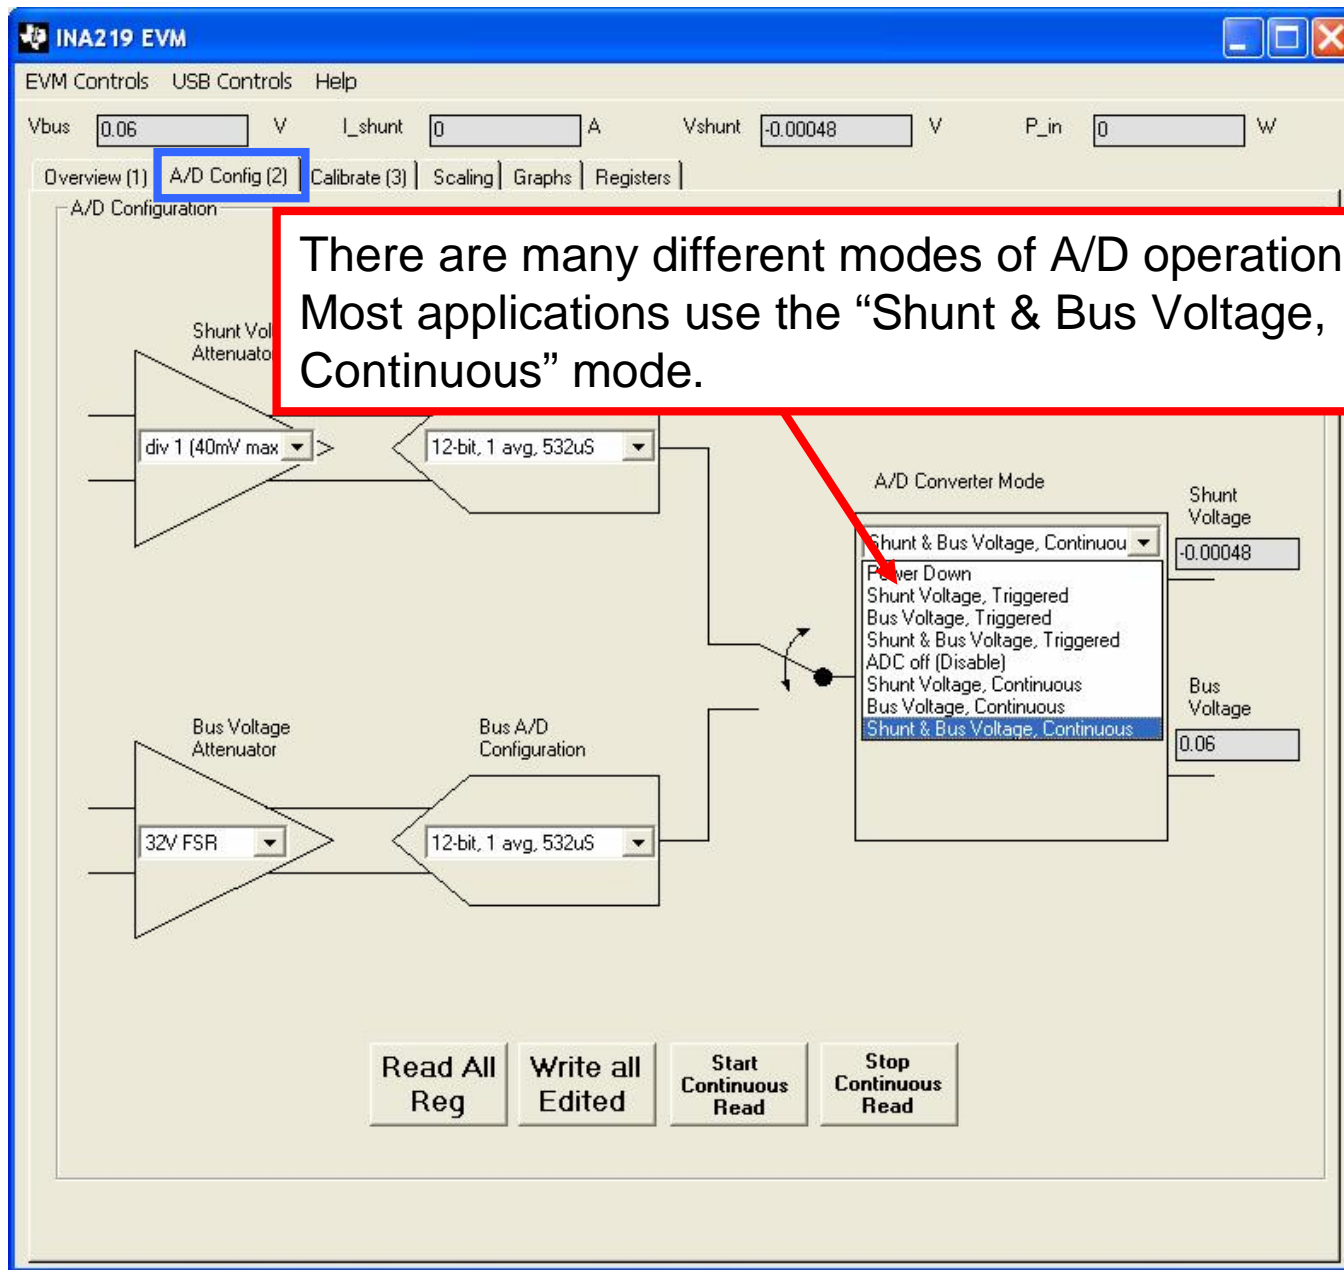 INA219 EVM
EVM Controls USB Controls Help
Vbus 0.06 V I_shunt 0 A Vshunt -0.00048 V P_in 0 W
Overview (1) A/D Config (2) Calibrate (3) Scaling Graphs Registers
A/D Configuration
There are many different modes of A/D operation
Most applications use the “Shunt & Bus Voltage,
Continuous” mode.
Shunt Vol
Attenuato
div 1 (40mV max
12-bit, 1 avg, 532uS
A/D Converter Mode
Shunt & Bus Voltage, Continuou
Power Down
Shunt Voltage, Triggered
Bus Voltage, Triggered
Shunt & Bus Voltage, Triggered
ADC off (Disable)
Shunt Voltage, Continuous
Bus Voltage, Continuous
Shunt & Bus Voltage, Continuous
Shunt
Voltage
-0.00048
Bus
Voltage
0.06
Bus Voltage
Attenuator
32V FSR
Bus A/D
Configuration
12-bit, 1 avg, 532uS
Read All
Reg
Write all
Edited
Start
Continuous
Read
Stop
Continuous
Read